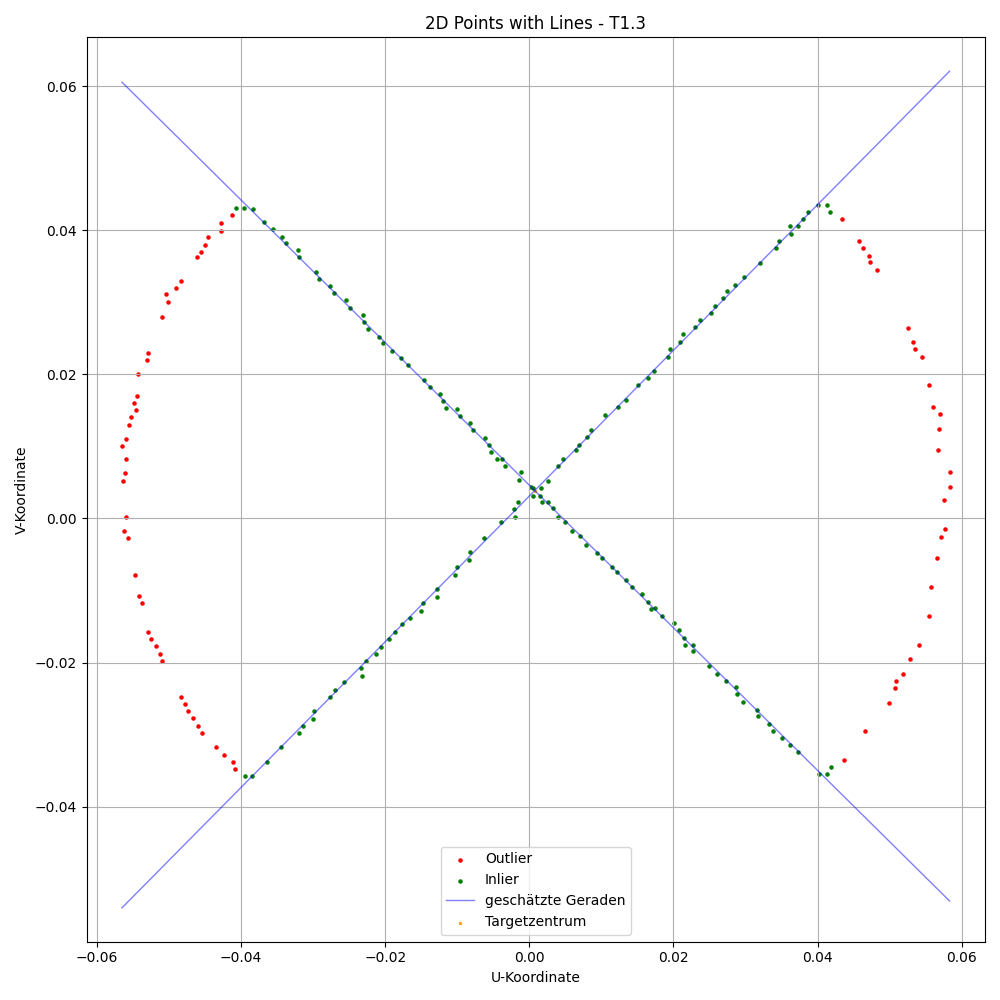 2D Points with Lines - T1.3
V-Koordinate
0.06
0.04
0.02
0.00
−0.02
−0.04
Outlier
Inlier
geschätzte Geraden
Targetzentrum
−0.06 −0.04 −0.02 0.00 0.02 0.04 0.06
U-Koordinate